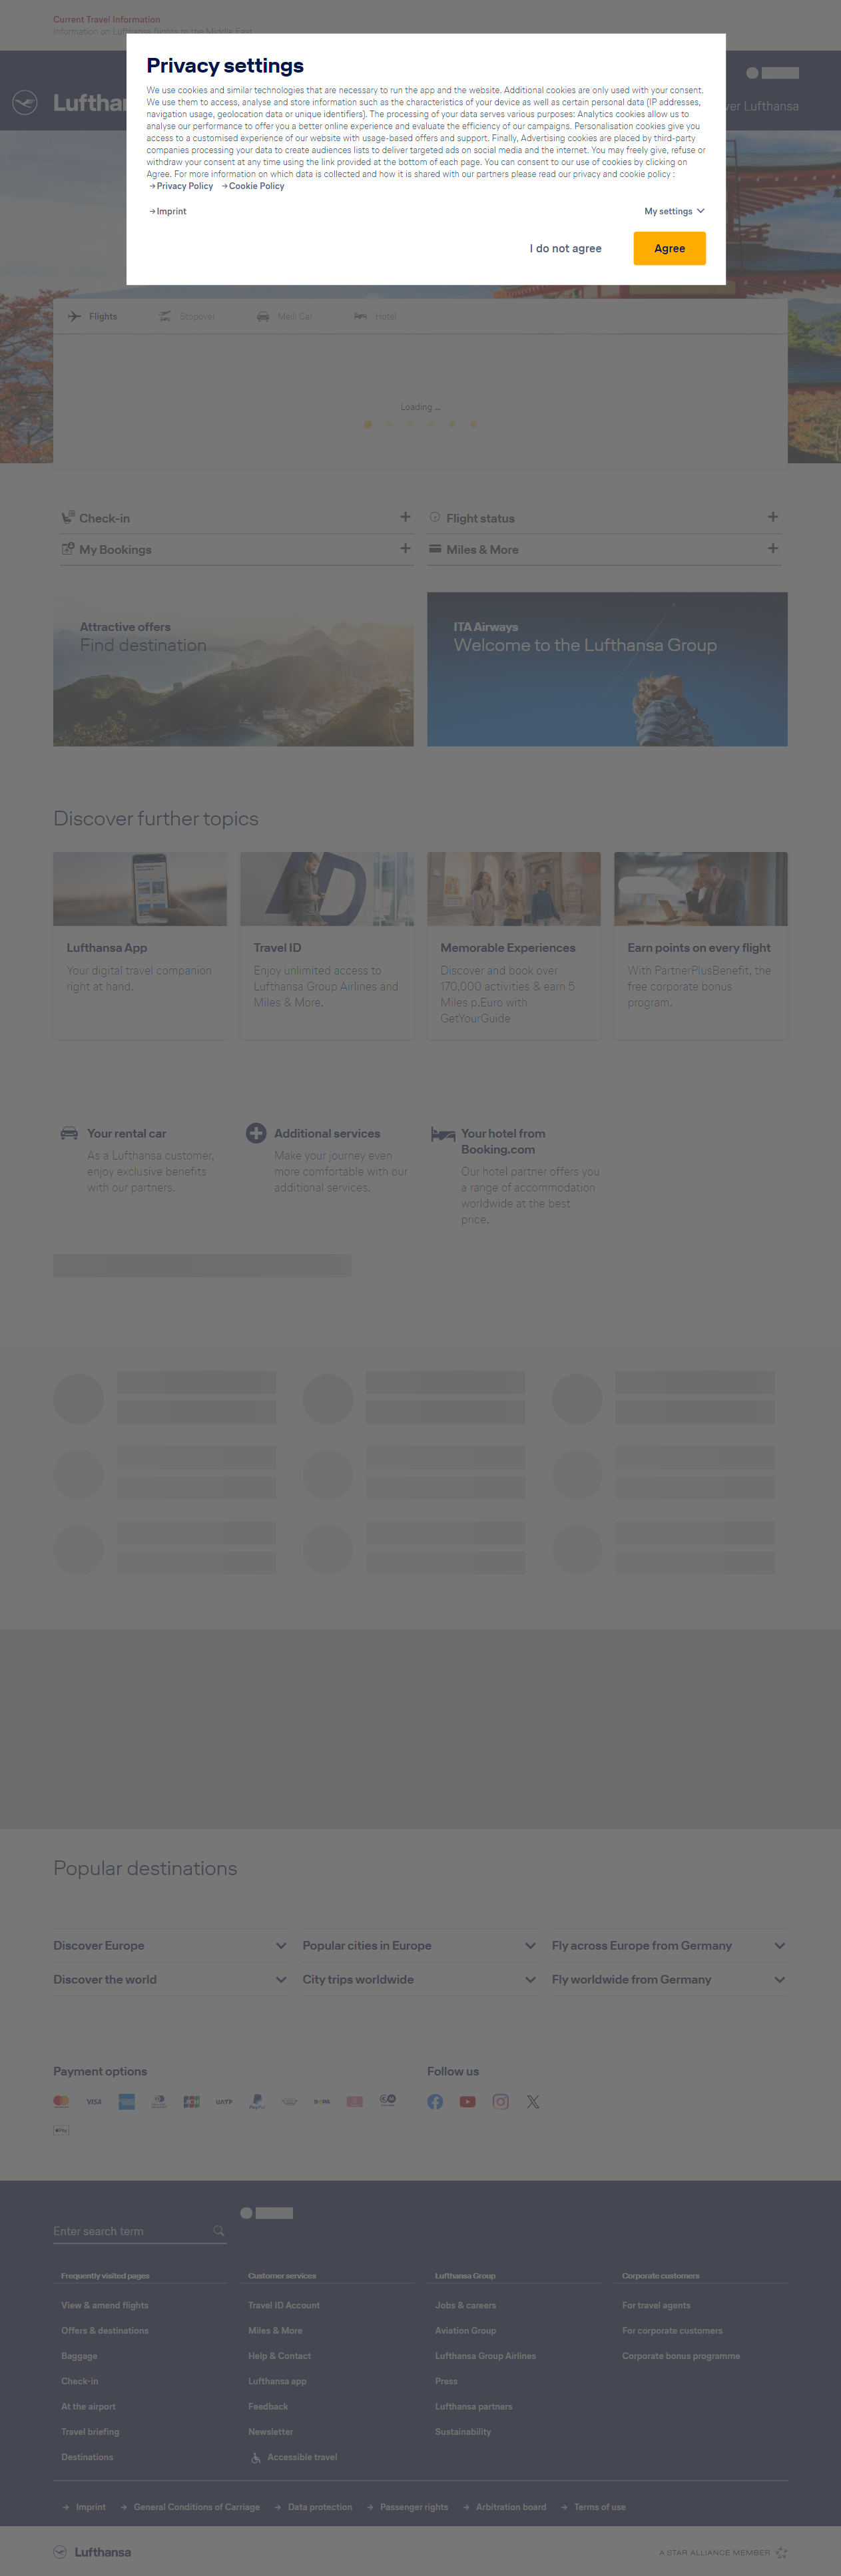 Current Travel Information
Information on Lufthansa flights to the Middle East
Lufthan
ver Lufthansa
Privacy settings
We use cookies and similar technologies that are necessary to run the app and the website. Additional cookies are only used with your consent.
We use them to access, analyse and store information such as the characteristics of your device as well as certain personal data (IP addresses,
navigation usage, geolocation data or unique identifiers). The processing of your data serves various purposes: Analytics cookies allow us to
analyse our performance to offer you a better online experience and evaluate the efficiency of our campaigns. Personalisation cookies give you
access to a customised experience of our website with usage-based offers and support. Finally, Advertising cookies are placed by third-party
companies processing your data to create audiences lists to deliver targeted ads on social media and the internet. You may freely give, refuse or
withdraw your consent at any time using the link provided at the bottom of each page. You can consent to our use of cookies by clicking on
Agree. For more information on which data is collected and how it is shared with our partners please read our privacy and cookie policy :
Privacy Policy Cookie Policy
Imprint My settings
I do not agree Agree
Flights Stopover Meili Car Hotel
Loading ...
Check-in Flight status
My Bookings Miles & More
Attractive offers
Find destination
ITA Airways
Welcome to the Lufthansa Group
Discover further topics
Lufthansa App
Your digital travel companion
right at hand.
Travel ID
Enjoy unlimited access to
Lufthansa Group Airlines and
Miles & More.
Memorable Experiences
Discover and book over
170,000 activities & earn 5
Miles p.Euro with
GetYourGuide
Earn points on every flight
With PartnerPlusBenefit, the
free corporate bonus
program.
Your rental car
As a Lufthansa customer,
enjoy exclusive benefits
with our partners.
Additional services
Make your journey even
more comfortable with our
additional services.
Your hotel from
Booking.com
Our hotel partner offers you
a range of accommodation
worldwide at the best
price.
Popular destinations
Discover Europe Popular cities in Europe Fly across Europe from Germany
Discover the world City trips worldwide Fly worldwide from Germany
Payment options Follow us
VISA
UATP
PayPal
Pay
Enter search term
Frequently visited pages
View & amend flights
Offers & destinations
Baggage
Check-in
At the airport
Travel briefing
Destinations
Customer services
Travel ID Account
Miles & More
Help & Contact
Lufthansa app
Feedback
Newsletter
Accessible travel
Lufthansa Group
Jobs & careers
Aviation Group
Lufthansa Group Airlines
Press
Lufthansa partners
Sustainability
Corporate customers
For travel agents
For corporate customers
Corporate bonus programme
Imprint General Conditions of Carriage Data protection Passenger rights Arbitration board Terms of use
Lufthansa A STAR ALLIANCE MEMBER